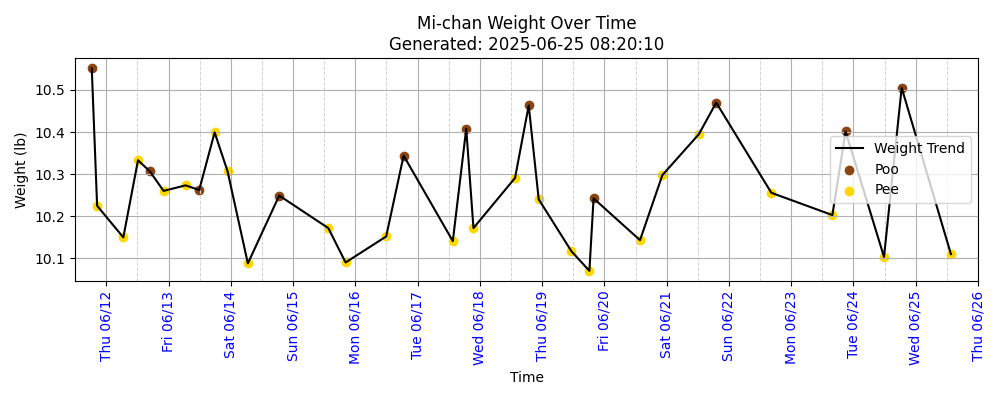 Mi-chan Weight Over Time
Generated: 2025-06-25 08:20:10
Weight (lb)
10.5
10.4
10.3
10.2
10.1
Weight Trend
Poo
Pee
Thu 06/12
Fri 06/13
Sat 06/14
Sun 06/15
Mon 06/16
Tue 06/17
Wed 06/18
Thu 06/19
Fri 06/20
Sat 06/21
Sun 06/22
Mon 06/23
Tue 06/24
Wed 06/25
Thu 06/26
Time